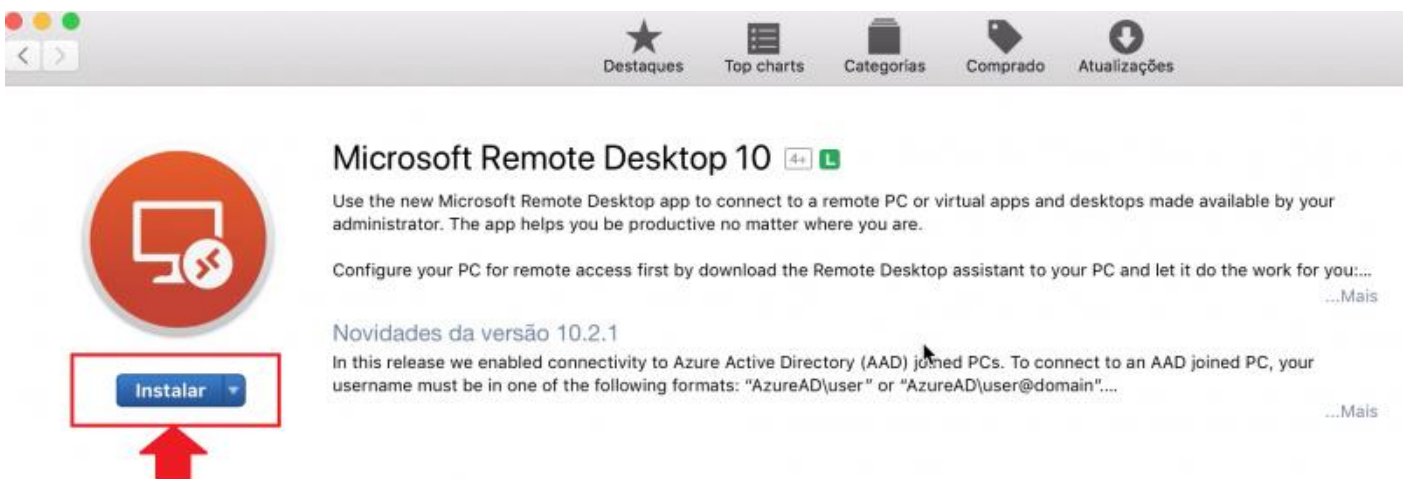 Destaques Top charts Categorias Comprado Atualizações
Microsoft Remote Desktop 10 4+ L
Use the new Microsoft Remote Desktop app to connect to a remote PC or virtual apps and desktops made available by your
administrator. The app helps you be productive no matter where you are.
Configure your PC for remote access first by download the Remote Desktop assistant to your PC and let it do the work for you:...
...Mais
Novidades da versão 10.2.1
In this release we enabled connectivity to Azure Active Directory (AAD) joined PCs. To connect to an AAD joined PC, your
username must be in one of the following formats: “AzureAD\user” or “AzureAD\user@domain”....
...Mais
Instalar